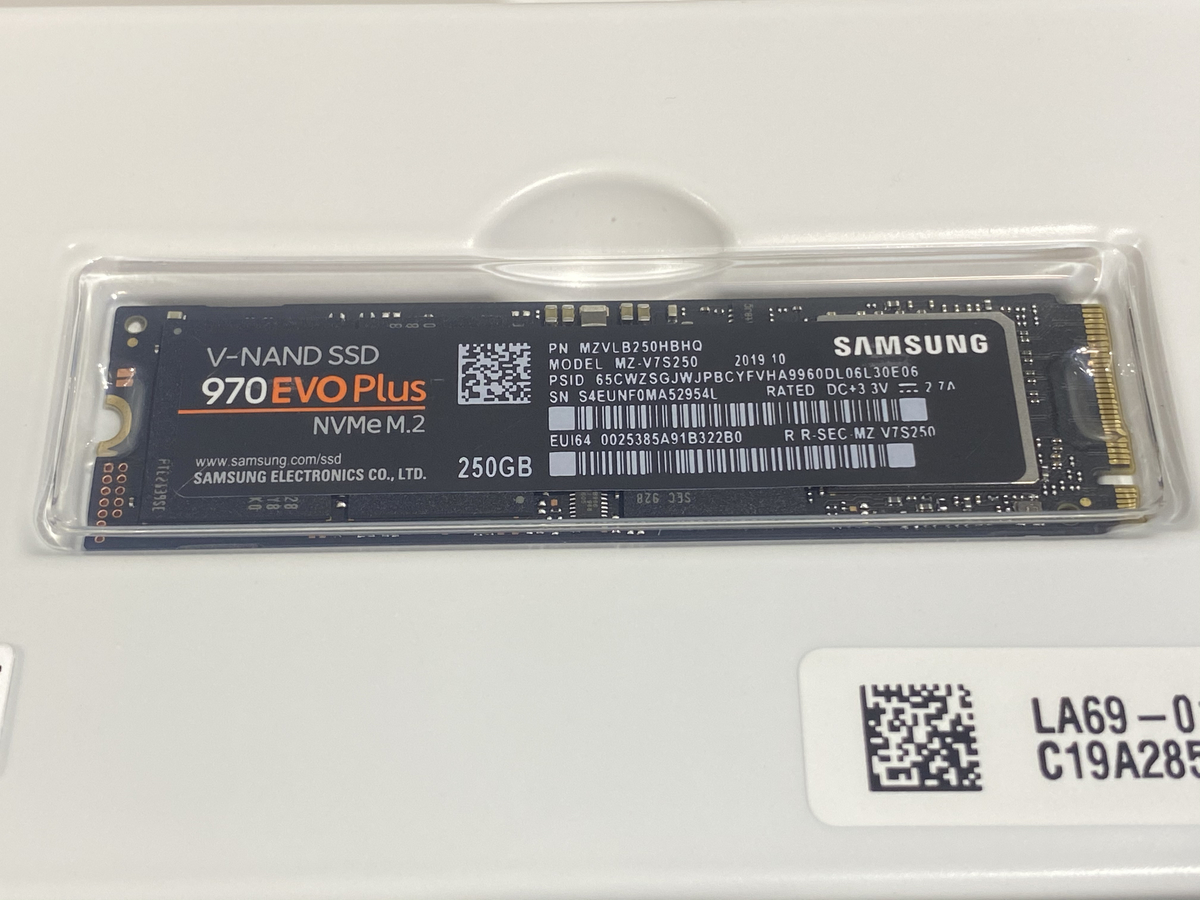 V-NAND SSD
970 EVO Plus
NVMe M.2
www.samsung.com/ssd
SAMSUNG ELECTRONICS CO., LTD.
250GB
SAMSUNG
PN MZVLB250HBHQ
MODEL MZ-V7S250 2019 10
PSID 65CWZSGJWJPBCYFVHA9960DL06L30E06
SN S4EUNF0MA52954L RATED DC+3.3V ⎓ 2.7A
EUI64 0025385A91B322B0 R R-SEC-MZ V7S250
SEC 928
LA69-0
C19A285